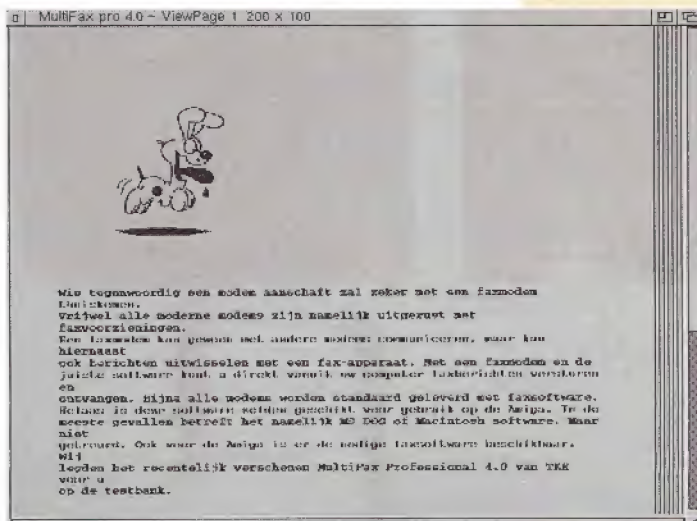 MultiFax pro 4.0 - ViewPage 1 200 x 100
Wie tegenwoordig een modem aanschaft zal zeker met een faxmodem
thuiskomen.
Vrijwel alle moderne modems zijn namelijk uitgerust met
faxvoorzieningen.
Een faxmodem kan gewoon met andere modems communiceren, maar kan
hiernaast
ook berichten uitwisselen met een fax-apparaat. Met een faxmodem en de
juiste software kunt u direkt vanuit uw computer faxberichten versturen
en
ontvangen. Bijna alle modems worden standaard geleverd met faxsoftware.
Helaas is deze software zelden geschikt voor gebruik op de Amiga. In de
meeste gevallen betreft het namelijk MS DOS of Macintosh software. Maar
niet
getreurd. Ook voor de Amiga is er de nodige faxsoftware beschikbaar.
Wij
legden het recentelijk verschenen MultiFax Professional 4.0 van TKR
voor u
op de testbank.